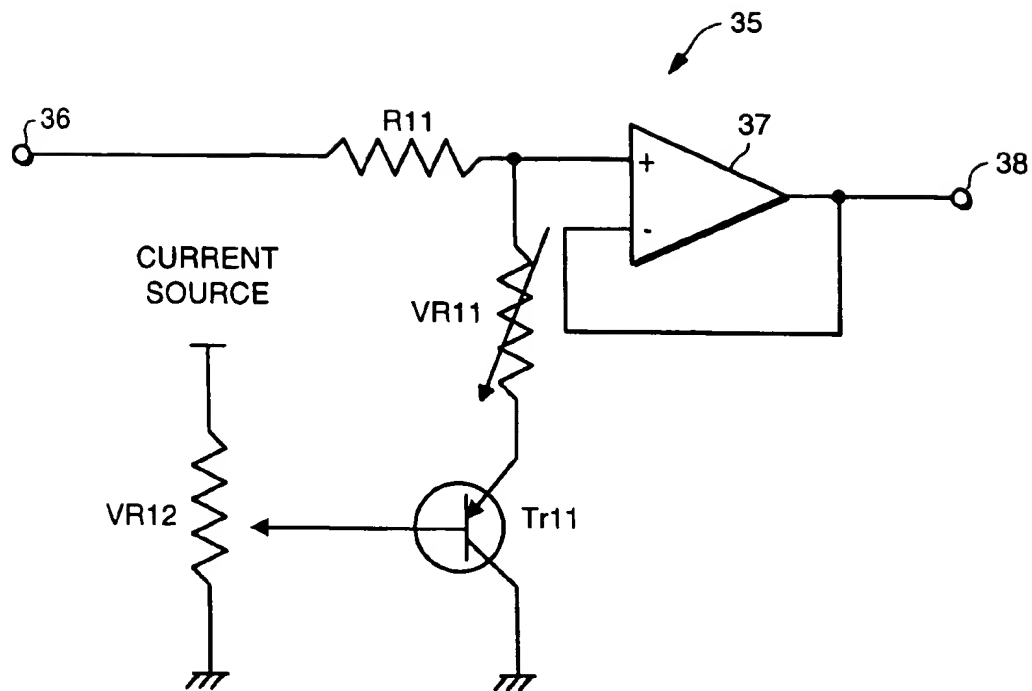 35
36
R11
37
+
-
38
CURRENT
SOURCE
VR11
VR12
Tr11